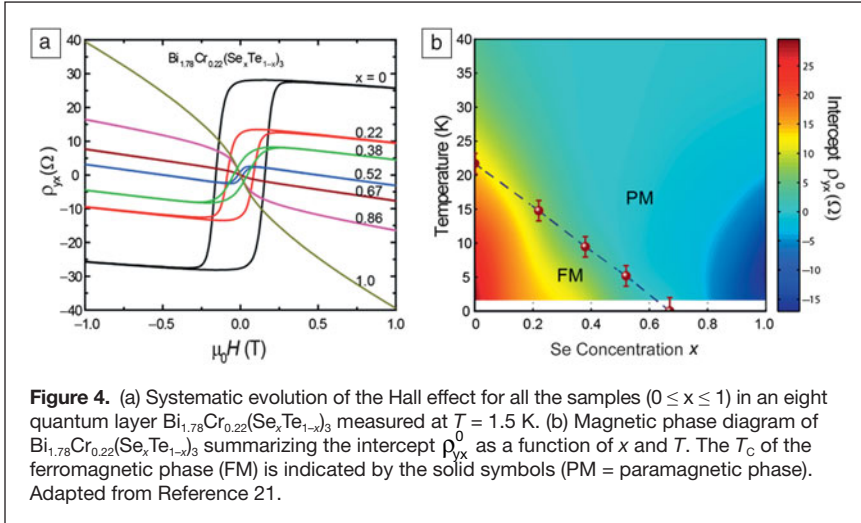 a
Bi1.78Cr0.22(SexTe1-x)3
x = 0
0.22
0.38
0.52
0.67
0.86
1.0
40
30
20
10
0
−10
−20
−30
−40
ρyx(Ω)
−1.0 −0.5 0.0 0.5 1.0
μ0H (T)
b
40
35
30
25
20
15
10
5
0
Temperature (K)
PM
FM
0 0.2 0.4 0.6 0.8 1.0
Se Concentration x
25
20
15
10
5
0
−5
−10
−15
Intercept ρ0yx(Ω)
Figure 4. (a) Systematic evolution of the Hall effect for all the samples (0 ≤ x ≤ 1) in an eight
quantum layer Bi1.78Cr0.22(SexTe1–x)3 measured at T = 1.5 K. (b) Magnetic phase diagram of
Bi1.78Cr0.22(SexTe1–x)3 summarizing the intercept ρ0yx as a function of x and T. The TC of the
ferromagnetic phase (FM) is indicated by the solid symbols (PM = paramagnetic phase).
Adapted from Reference 21.